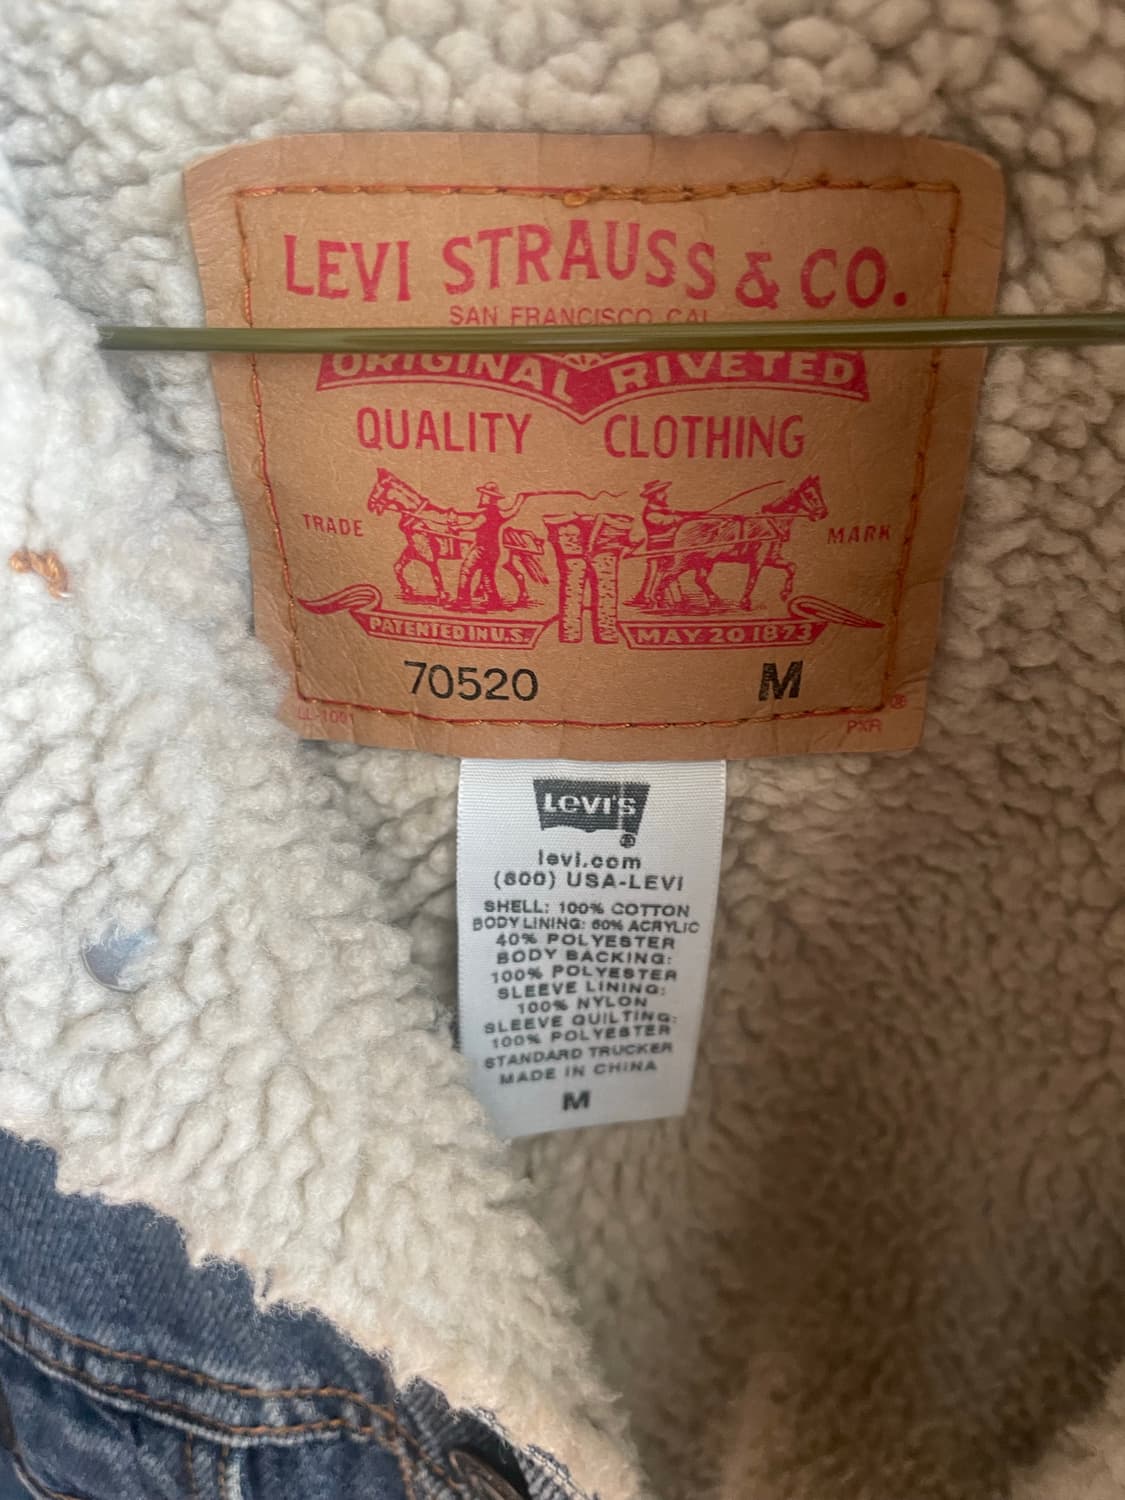 LEVI STRAUSS & CO.
SAN FRANCISCO CAL
ORIGINAL RIVETED
QUALITY CLOTHING
TRADE MARK
PATENTED IN U.S. MAY 20 1873
70520 M
®
PXR
LEVI'S
®
levi.com
(800) USA-LEVI
SHELL: 100% COTTON
BODY LINING: 60% ACRYLIC
40% POLYESTER
BODY BACKING:
100% POLYESTER
SLEEVE LINING:
100% NYLON
SLEEVE QUILTING:
100% POLYESTER
STANDARD TRUCKER
MADE IN CHINA
M